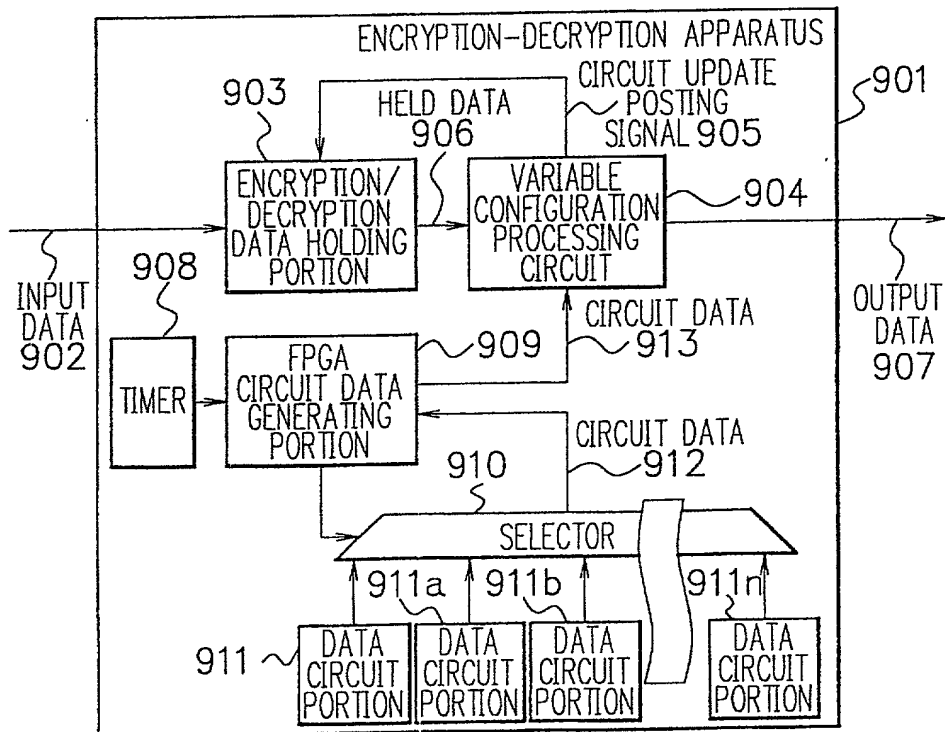 ENCRYPTION-DECRYPTION APPARATUS
901
CIRCUIT UPDATE
POSTING
SIGNAL 905
903
HELD DATA
906
ENCRYPTION/
DECRYPTION
DATA HOLDING
PORTION
VARIABLE
CONFIGURATION
PROCESSING
CIRCUIT
904
INPUT
DATA
902
908
OUTPUT
DATA
907
TIMER
FPGA
CIRCUIT DATA
GENERATING
PORTION
909
CIRCUIT DATA
913
CIRCUIT DATA
912
910
SELECTOR
911
911a
911b
911n
DATA
CIRCUIT
PORTION
DATA
CIRCUIT
PORTION
DATA
CIRCUIT
PORTION
DATA
CIRCUIT
PORTION